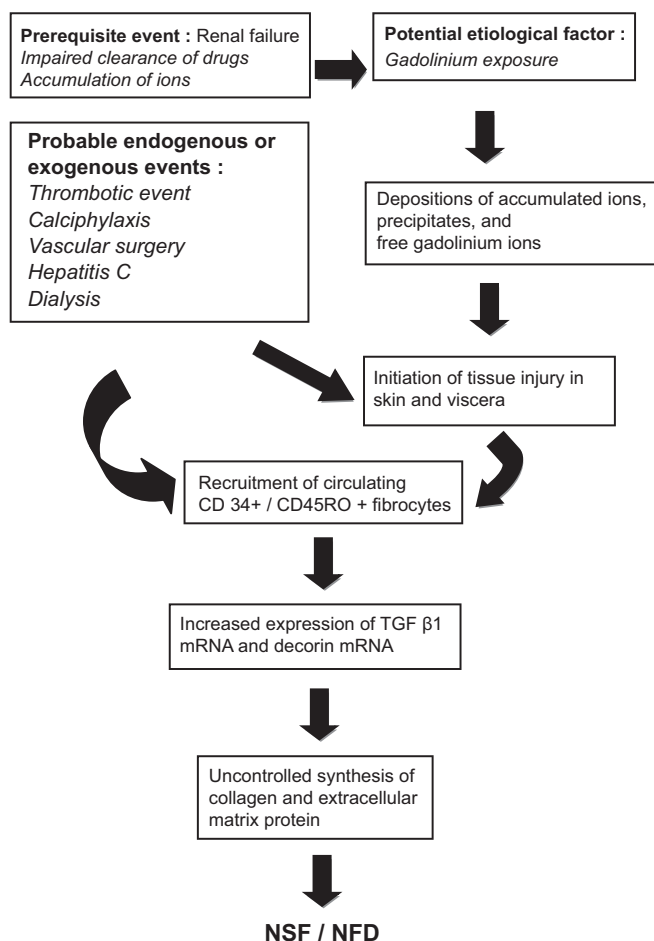 Prerequisite event : Renal failure
Impaired clearance of drugs
Accumulation of ions
Potential etiological factor :
Gadolinium exposure
Probable endogenous or
exogenous events :
Thrombotic event
Calciphylaxis
Vascular surgery
Hepatitis C
Dialysis
Depositions of accumulated ions,
precipitates, and
free gadolinium ions
Initiation of tissue injury in
skin and viscera
Recruitment of circulating
CD 34+ / CD45RO + fibrocytes
Increased expression of TGF β1
mRNA and decorin mRNA
Uncontrolled synthesis of
collagen and extracellular
matrix protein
NSF / NFD